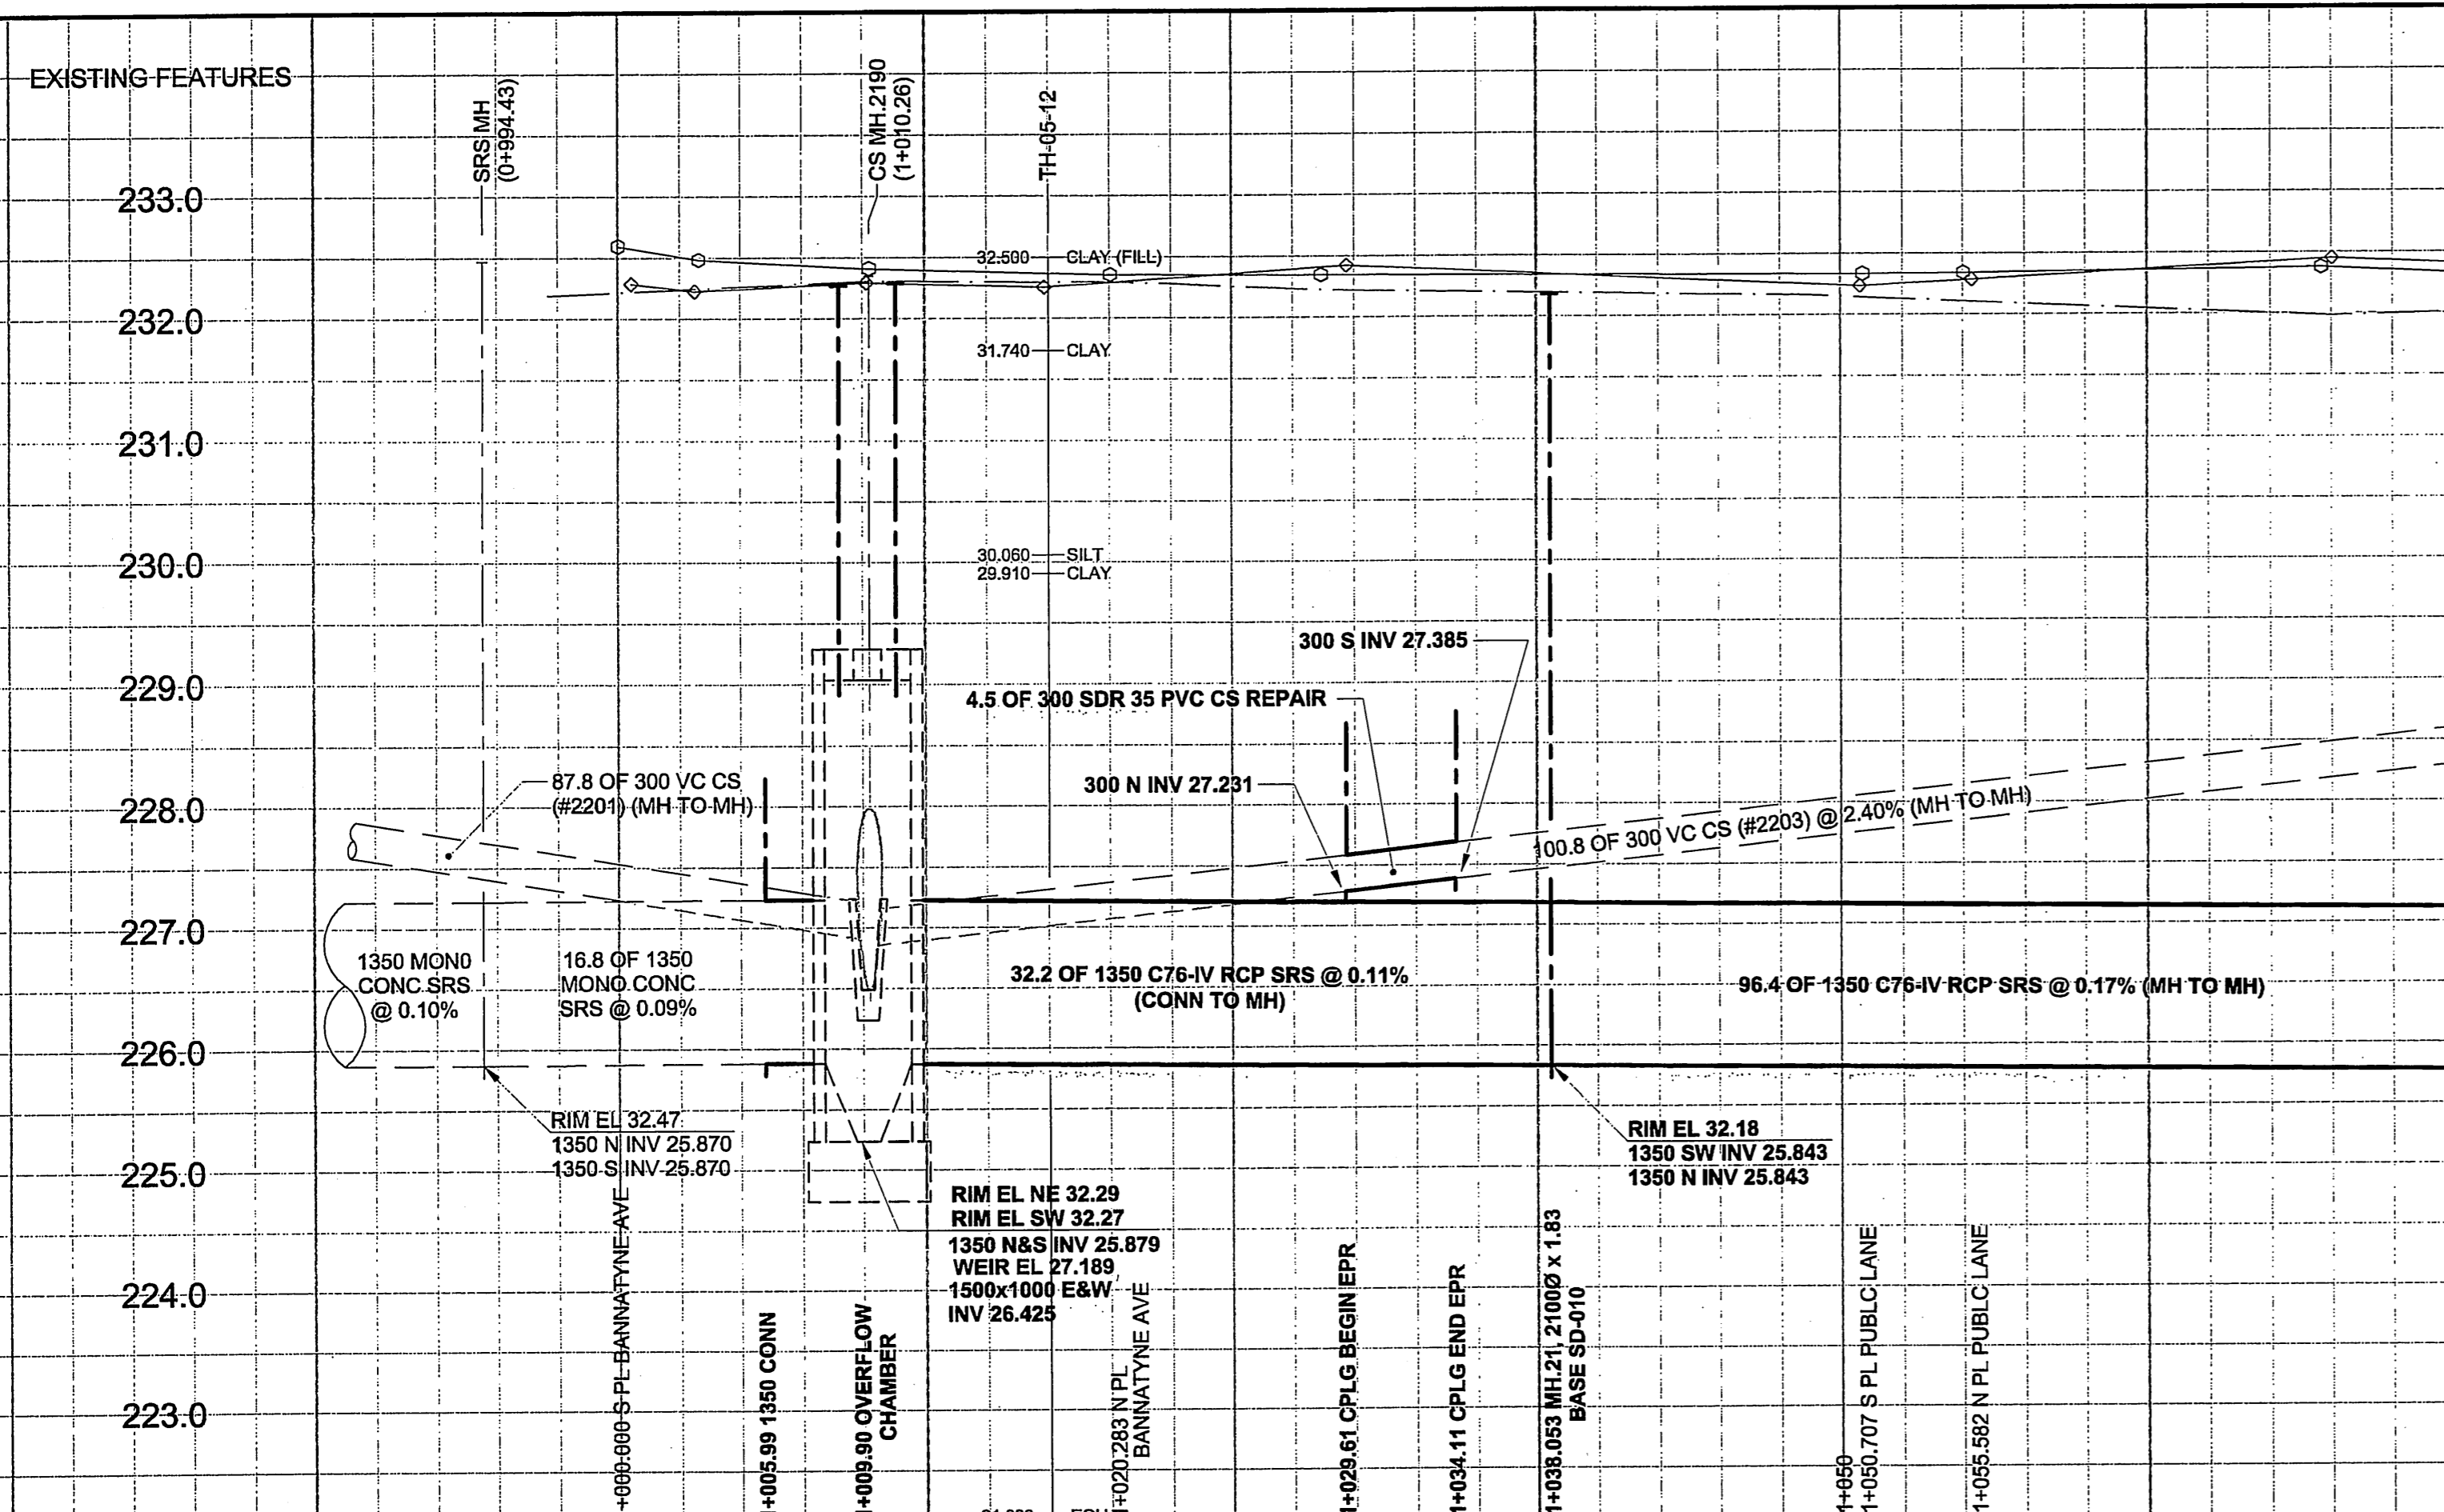 EXISTING FEATURES
SRS MH
(0+994.43)
CS MH.2190
(1+010.26)
TH-05-12
233.0
232.0
231.0
230.0
229.0
228.0
227.0
226.0
225.0
224.0
223.0
32.500 CLAY (FILL)
31.740 CLAY
30.060 SILT
29.910 CLAY
300 S INV 27.385
4.5 OF 300 SDR 35 PVC CS REPAIR
300 N INV 27.231
87.8 OF 300 VC CS
(#2201) (MH TO MH)
100.8 OF 300 VC CS (#2203) @ 2.40% (MH TO MH)
1350 MONO
CONC SRS
@ 0.10%
16.8 OF 1350
MONO CONC
SRS @ 0.09%
32.2 OF 1350 C76-IV RCP SRS @ 0.11%
(CONN TO MH)
96.4 OF 1350 C76-IV RCP SRS @ 0.17% (MH TO MH)
RIM EL 32.47
1350 N INV 25.870
1350 S INV 25.870
RIM EL NE 32.29
RIM EL SW 32.27
1350 N&S INV 25.879
WEIR EL 27.189
1500x1000 E&W
INV 26.425
RIM EL 32.18
1350 SW INV 25.843
1350 N INV 25.843
+000.000 S PL BANNATYNE AVE
1+005.99 1350 CONN
1+009.90 OVERFLOW
CHAMBER
1+020.283 N PL
BANNATYNE AVE
1+029.61 CPLG BEGIN EPR
1+034.11 CPLG END EPR
1+038.053 MH.21, 2100Ø x 1.83
BASE SD-010
1+050
1+050.707 S PL PUBLC LANE
1+055.582 N PL PUBLC LANE